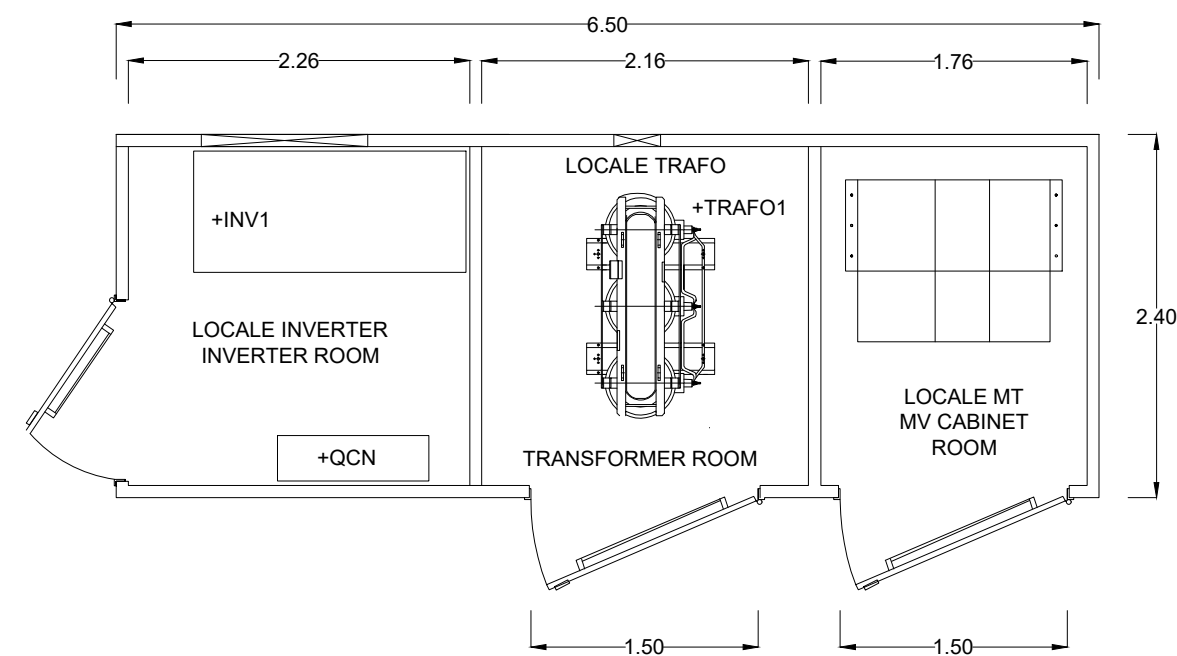 6.50
2.26
2.16
1.76
LOCALE TRAFO
+TRAFO1
+INV1
2.40
LOCALE INVERTER
INVERTER ROOM
LOCALE MT
MV CABINET
ROOM
+QCN
TRANSFORMER ROOM
1.50
1.50